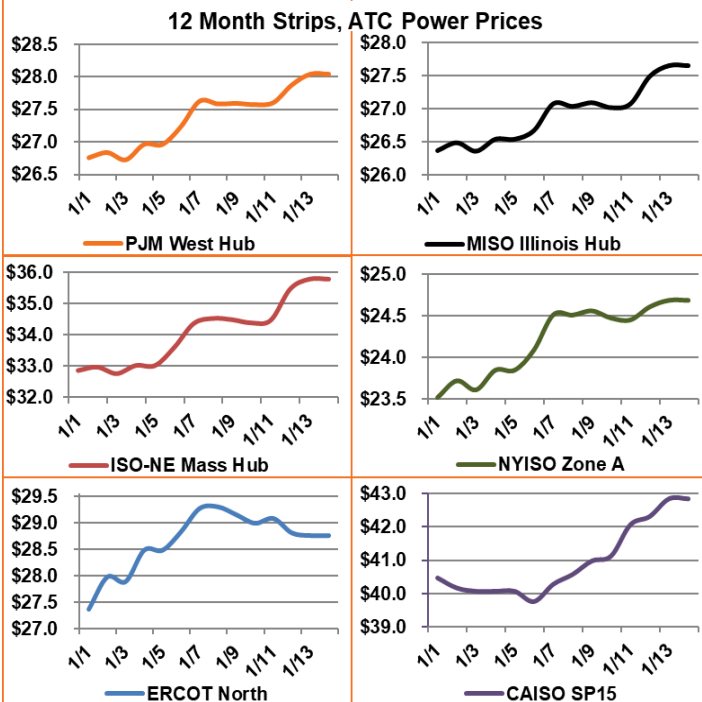 12 Month Strips, ATC Power Prices
$28.5
$28.0
$27.5
$27.0
$26.5
1/1 1/3 1/5 1/7 1/9 1/11 1/13
PJM West Hub
$28.0
$27.5
$27.0
$26.5
$26.0
1/1 1/3 1/5 1/7 1/9 1/11 1/13
MISO Illinois Hub
$36.0
$35.0
$34.0
$33.0
$32.0
1/1 1/3 1/5 1/7 1/9 1/11 1/13
ISO-NE Mass Hub
$25.0
$24.5
$24.0
$23.5
1/1 1/3 1/5 1/7 1/9 1/11 1/13
NYISO Zone A
$29.5
$29.0
$28.5
$28.0
$27.5
$27.0
1/1 1/3 1/5 1/7 1/9 1/11 1/13
ERCOT North
$43.0
$42.0
$41.0
$40.0
$39.0
1/1 1/3 1/5 1/7 1/9 1/11 1/13
CAISO SP15